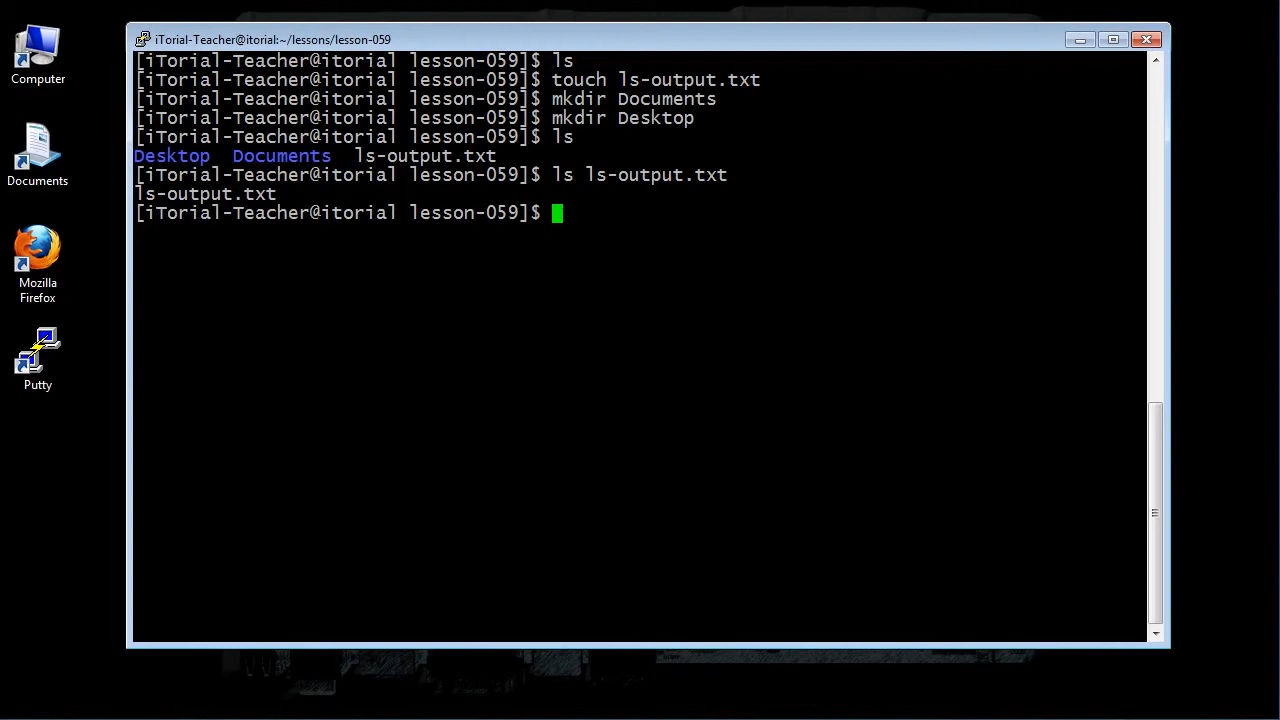 iTorial-Teacher@itorial:~/lessons/lesson-059
[iTorial-Teacher@itorial lesson-059]$ ls
[iTorial-Teacher@itorial lesson-059]$ touch ls-output.txt
[iTorial-Teacher@itorial lesson-059]$ mkdir Documents
[iTorial-Teacher@itorial lesson-059]$ mkdir Desktop
[iTorial-Teacher@itorial lesson-059]$ ls
Desktop  Documents  ls-output.txt
[iTorial-Teacher@itorial lesson-059]$ ls ls-output.txt
ls-output.txt
[iTorial-Teacher@itorial lesson-059]$
Computer
Documents
Mozilla
Firefox
Putty